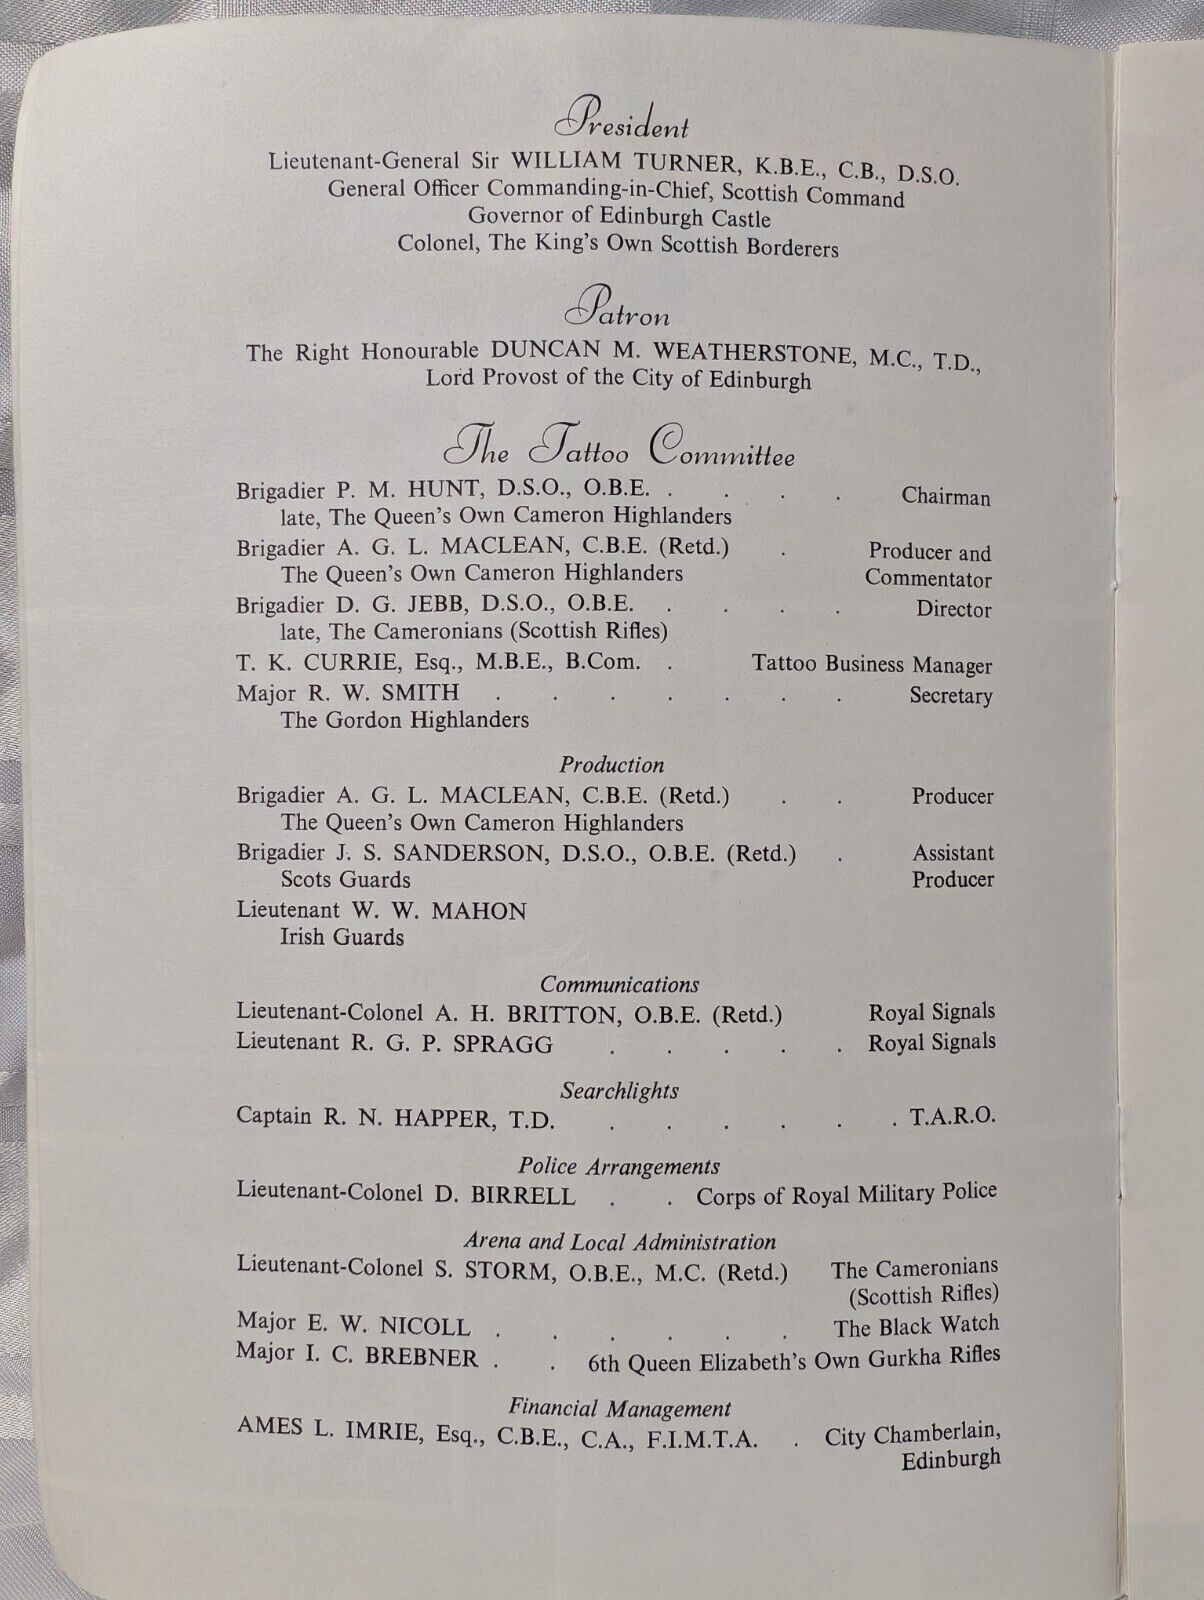 President
Lieutenant-General Sir WILLIAM TURNER, K.B.E., C.B., D.S.O.
General Officer Commanding-in-Chief, Scottish Command
Governor of Edinburgh Castle
Colonel, The King's Own Scottish Borderers
Patron
The Right Honourable DUNCAN M. WEATHERSTONE, M.C., T.D.,
Lord Provost of the City of Edinburgh
The Tattoo Committee
Brigadier P. M. HUNT, D.S.O., O.B.E. . . . . Chairman
late, The Queen's Own Cameron Highlanders
Brigadier A. G. L. MACLEAN, C.B.E. (Retd.) . Producer and
The Queen's Own Cameron Highlanders Commentator
Brigadier D. G. JEBB, D.S.O., O.B.E. . . . . Director
late, The Cameronians (Scottish Rifles)
T. K. CURRIE, Esq., M.B.E., B.Com. . Tattoo Business Manager
Major R. W. SMITH . . . . . . . Secretary
The Gordon Highlanders
Production
Brigadier A. G. L. MACLEAN, C.B.E. (Retd.) . . Producer
The Queen's Own Cameron Highlanders
Brigadier J. S. SANDERSON, D.S.O., O.B.E. (Retd.) . Assistant
Scots Guards Producer
Lieutenant W. W. MAHON
Irish Guards
Communications
Lieutenant-Colonel A. H. BRITTON, O.B.E. (Retd.) Royal Signals
Lieutenant R. G. P. SPRAGG . . . . . Royal Signals
Searchlights
Captain R. N. HAPPER, T.D. . . . . . . T.A.R.O.
Police Arrangements
Lieutenant-Colonel D. BIRRELL . . Corps of Royal Military Police
Arena and Local Administration
Lieutenant-Colonel S. STORM, O.B.E., M.C. (Retd.) The Cameronians
(Scottish Rifles)
Major E. W. NICOLL . . . . . . The Black Watch
Major I. C. BREBNER . . . 6th Queen Elizabeth's Own Gurkha Rifles
Financial Management
AMES L. IMRIE, Esq., C.B.E., C.A., F.I.M.T.A. . City Chamberlain,
Edinburgh